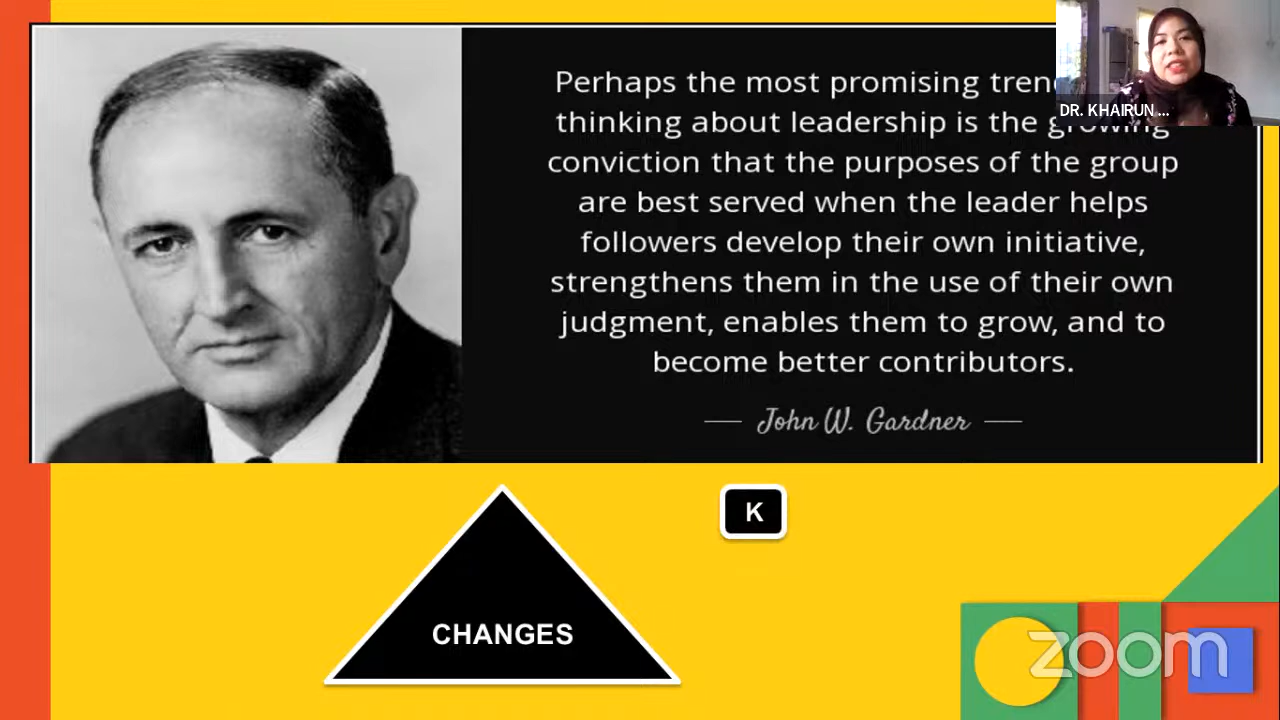 Perhaps the most promising
thinking about leadership is the growing
conviction that the purposes of the group
are best served when the leader helps
followers develop their own initiative,
strengthens them in the use of their own
judgment, enables them to grow, and to
become better contributors.
John W. Gardner
DR. KHAIRUN ...
K
CHANGES
zoom